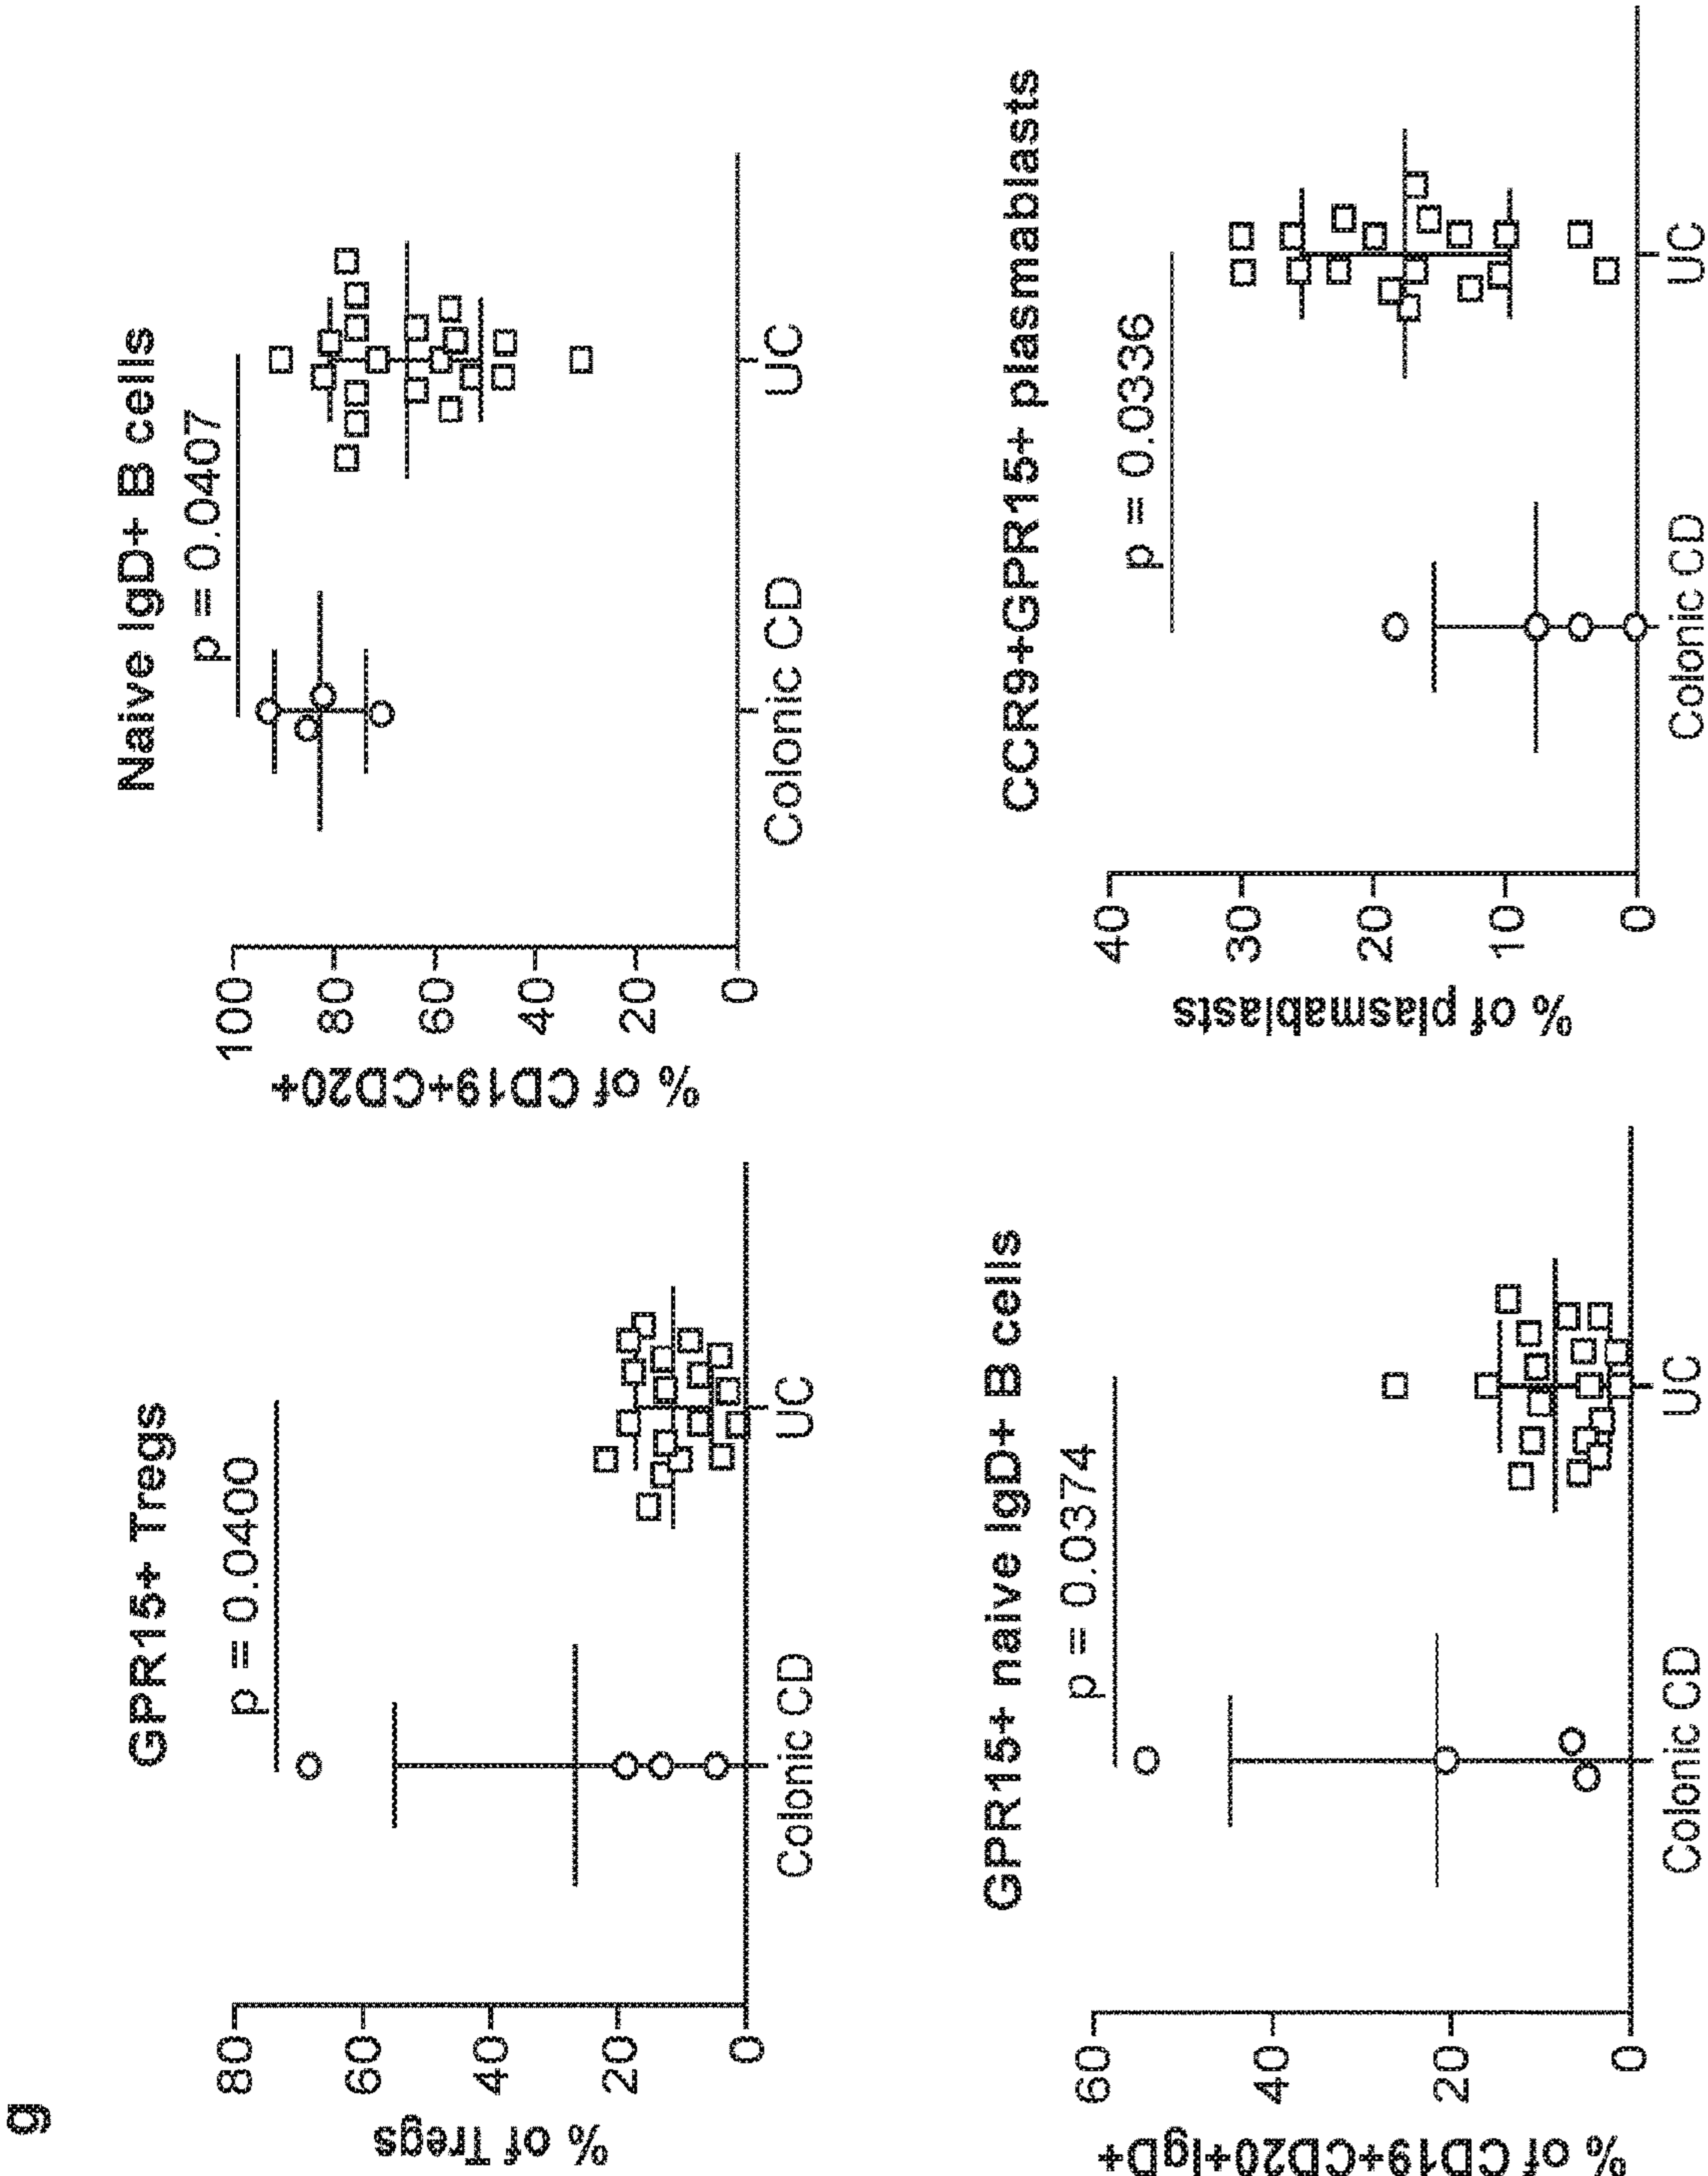 g
GPR15+ Tregs
p = 0.0400
% of Tregs
80
60
40
20
0
Colonic CD
UC
Naive IgD+ B cells
p = 0.0407
% of CD19+CD20+
100
80
60
40
20
0
Colonic CD
UC
GPR15+ naive IgD+ B cells
p = 0.0374
% of CD19+CD20+IgD+
60
40
20
0
Colonic CD
UC
CCR9+GPR15+ plasmablasts
p = 0.0336
% of plasmablasts
40
30
20
10
0
Colonic CD
UC